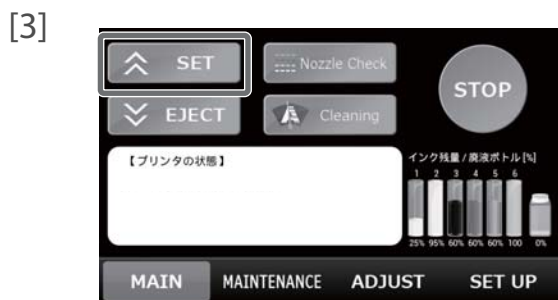 [3]
SET
Nozzle Check
STOP
EJECT
Cleaning
【プリンタの状態】
インク残量 / 廃液ボトル [%]
1 2 3 4 5 6
25% 95% 60% 60% 60% 100 0%
MAIN MAINTENANCE ADJUST SET UP